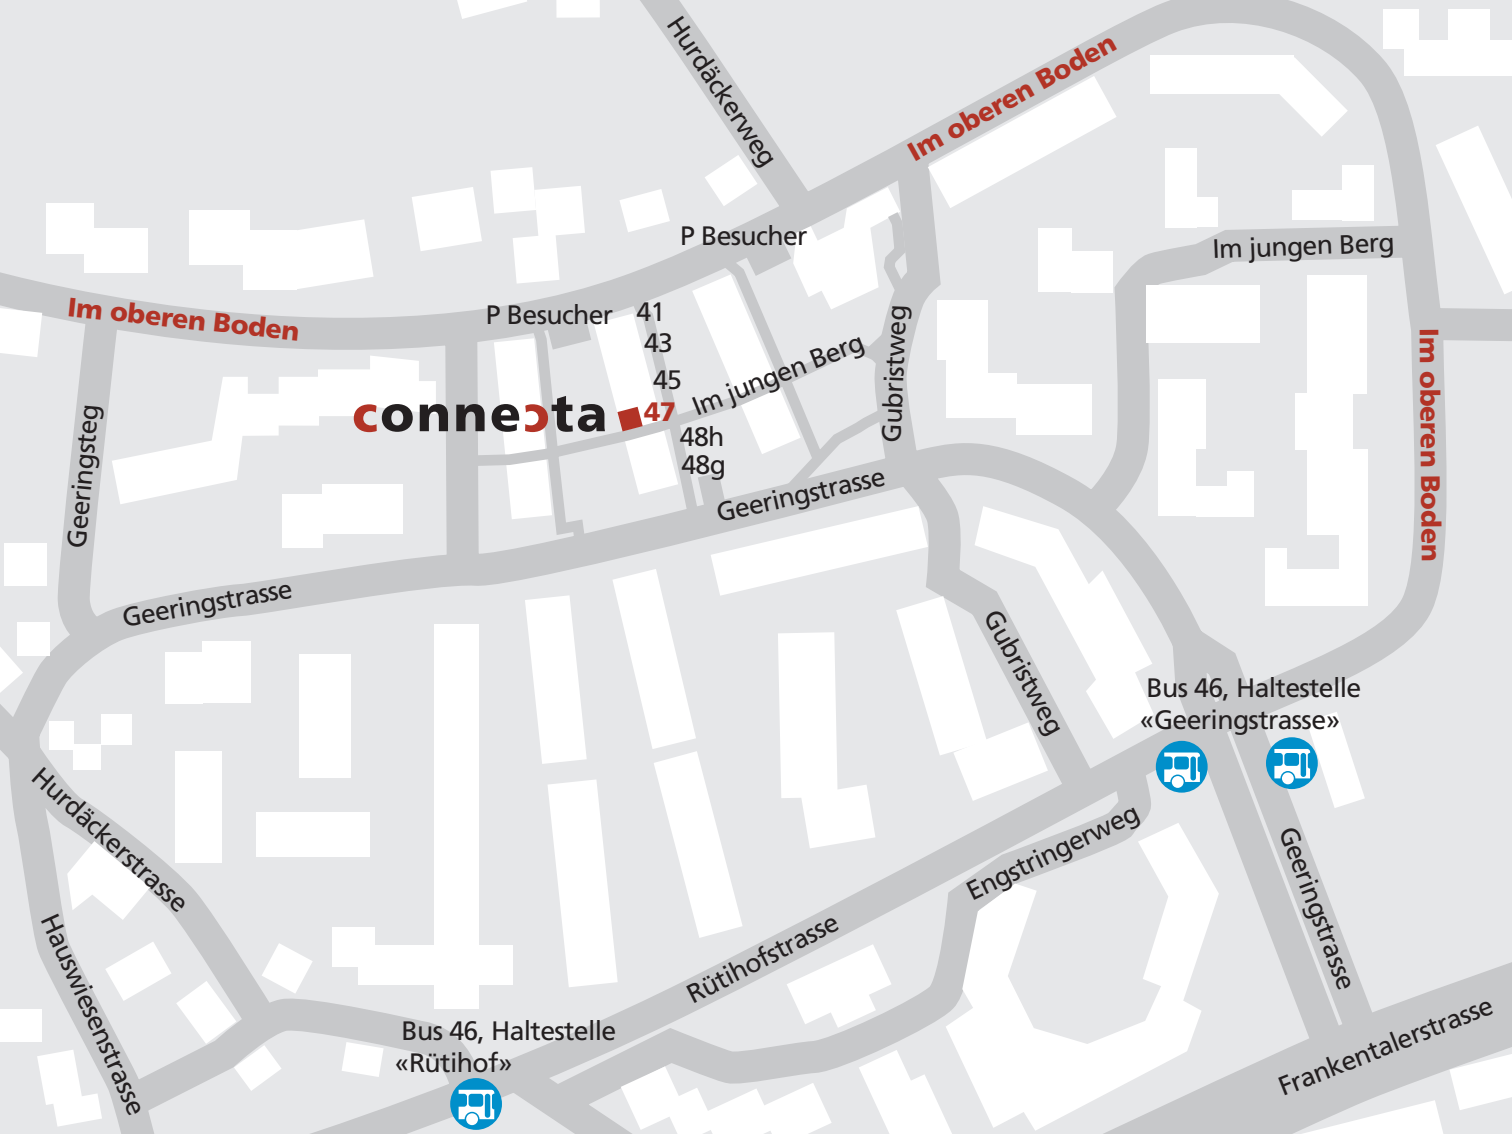 Hurdäckerweg
Im oberen Boden
P Besucher
Im jungen Berg
Im oberen Boden
P Besucher
41
43
45
47
48h
48g
connecta
Im jungen Berg
Gubristweg
Im oberen Boden
Geeringsteg
Geeringstrasse
Geeringstrasse
Gubristweg
Bus 46, Haltestelle
«Geeringstrasse»
Hurdäckerstrasse
Engstringerweg
Geeringstrasse
Hauswiesenstrasse
Rütihofstrasse
Bus 46, Haltestelle
«Rütihof»
Frankentalerstrasse